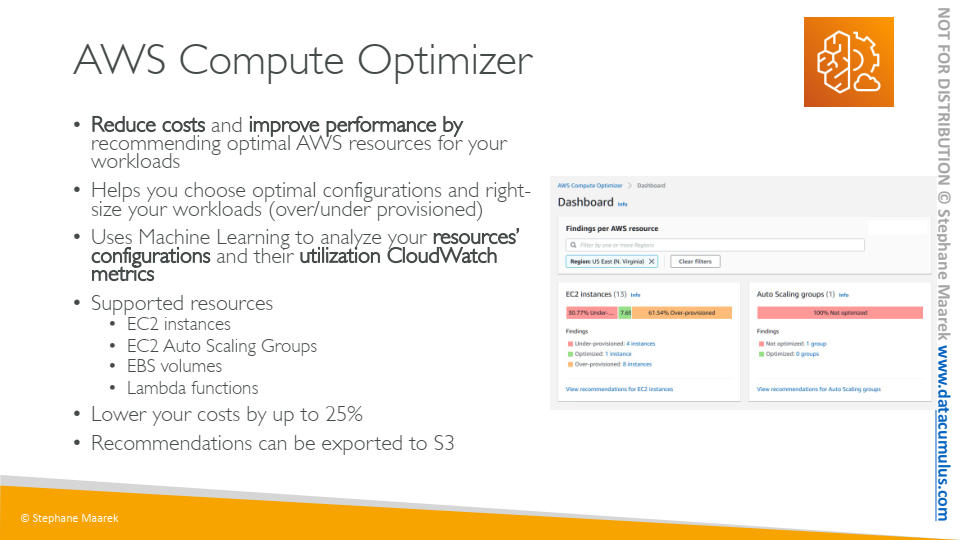 AWS Compute Optimizer
• Reduce costs and improve performance by
recommending optimal AWS resources for your
workloads
• Helps you choose optimal configurations and right-
size your workloads (over/under provisioned)
• Uses Machine Learning to analyze your resources’
configurations and their utilization CloudWatch
metrics
• Supported resources
• EC2 instances
• EC2 Auto Scaling Groups
• EBS volumes
• Lambda functions
• Lower your costs by up to 25%
• Recommendations can be exported to S3
AWS Compute Optimizer > Dashboard
Dashboard Info
Findings per AWS resource
Filter by one or more Regions
Region: US East (N. Virginia) X Clear filters
EC2 instances (13) Info
30.77% Under-... 61.54% Over-provisioned
Findings
Under-provisioned: 4 instances
Optimized: 1 instance
Over-provisioned: 8 instances
View recommendations for EC2 instances
Auto Scaling groups (1) Info
100% Not optimized
Findings
Not optimized: 1 group
Optimized: 0 groups
View recommendations for Auto Scaling groups
© Stephane Maarek
NOT FOR DISTRIBUTION © Stephane Maarek www.datacumulus.com